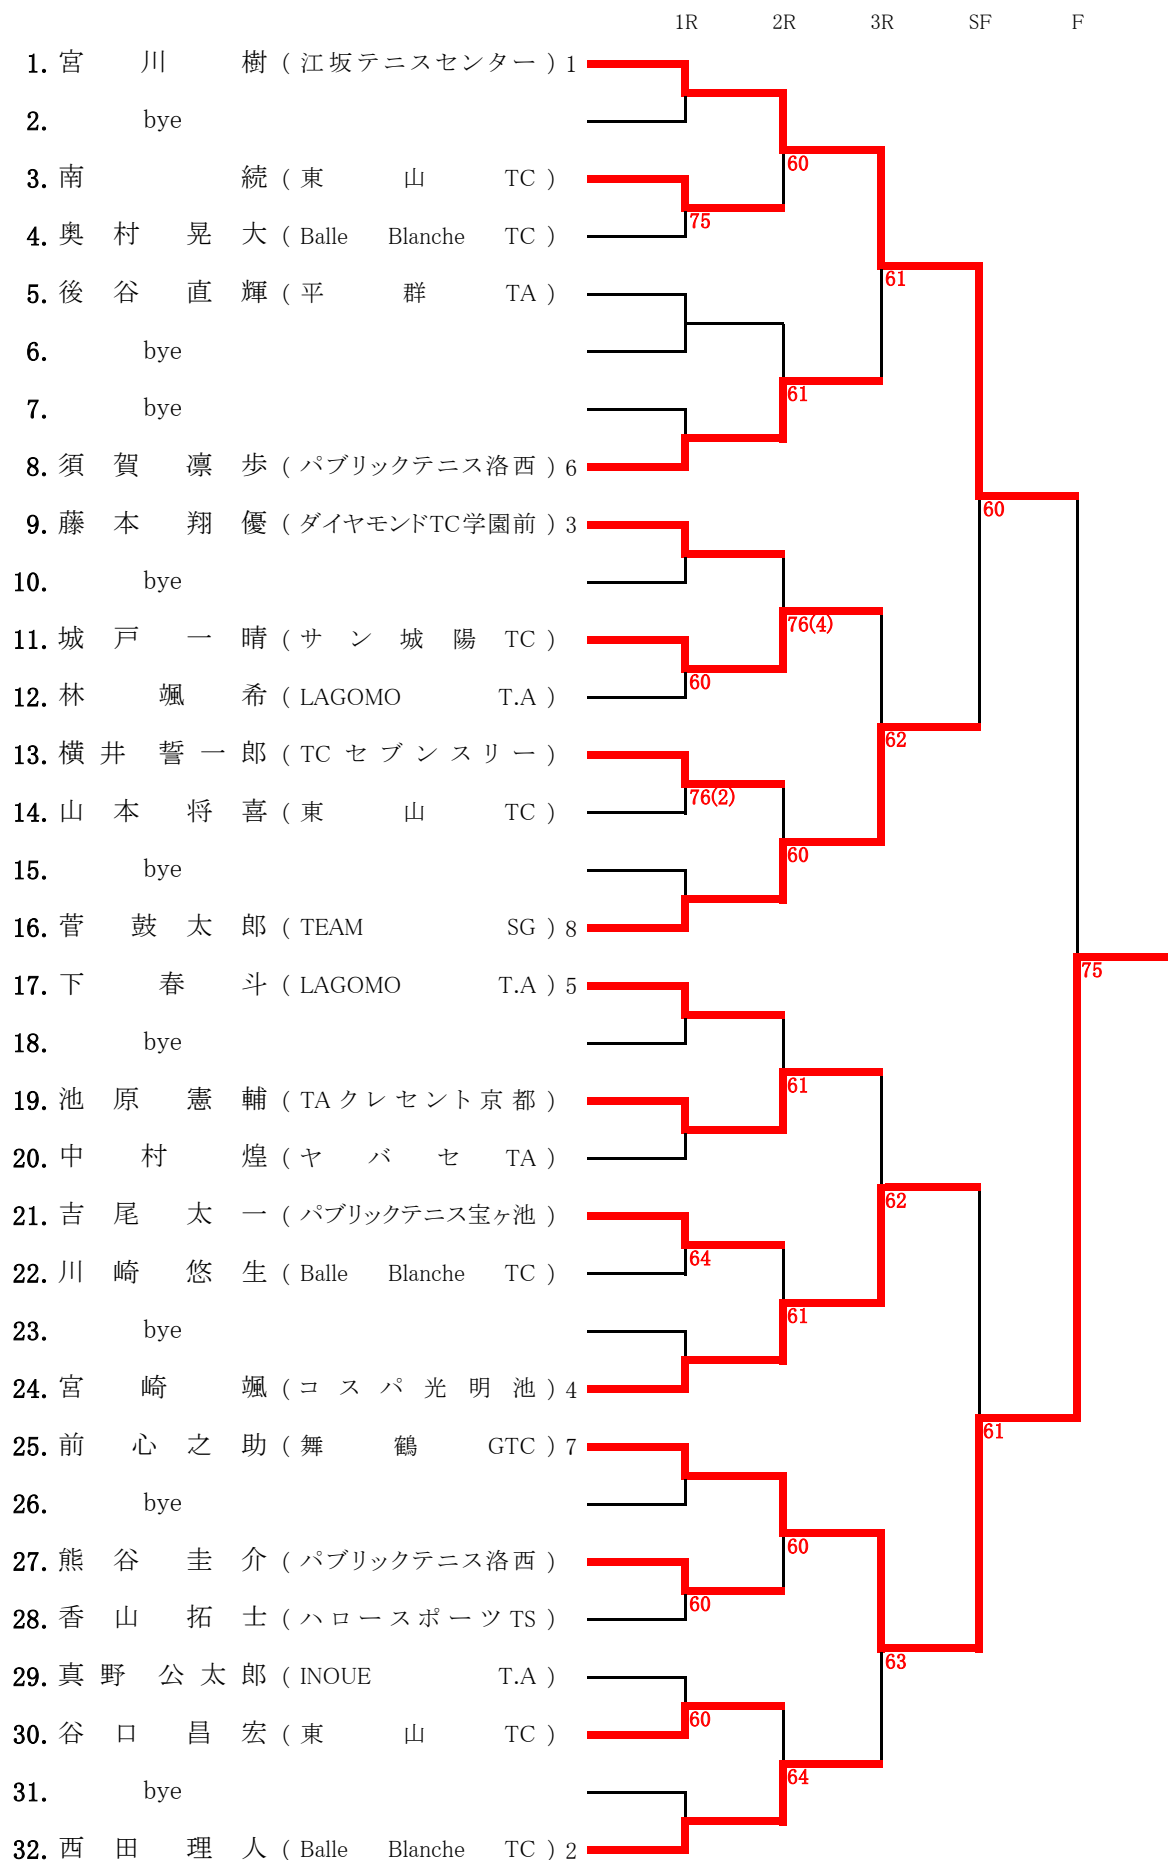 1R 2R 3R SF F
1. 宮川樹 ( 江坂テニスセンター ) 1
2. bye
60
3. 南続 ( 東山 TC )
75
4. 奥村晃大 ( Balle Blanche TC )
61
5. 後谷直輝 ( 平群 TA )
6. bye
61
7. bye
8. 須賀凛歩 ( パブリックテニス洛西 ) 6
60
9. 藤本翔優 ( ダイヤモンドTC学園前 ) 3
10. bye
76(4)
11. 城戸一晴 ( サン城陽 TC )
60
12. 林颯希 ( LAGOMO T.A )
62
13. 横井誓一郎 ( TC セブンスリー )
76(2)
14. 山本将喜 ( 東山 TC )
60
15. bye
16. 菅鼓太郎 ( TEAM SG ) 8
75
17. 下春斗 ( LAGOMO T.A ) 5
18. bye
61
19. 池原憲輔 ( TAクレセント京都 )
20. 中村煌 ( ヤバセ TA )
62
21. 吉尾太一 ( パブリックテニス宝ヶ池 )
64
22. 川崎悠生 ( Balle Blanche TC )
61
23. bye
24. 宮崎颯 ( コスパ光明池 ) 4
61
25. 前心之助 ( 舞鶴 GTC ) 7
26. bye
60
27. 熊谷圭介 ( パブリックテニス洛西 )
60
28. 香山拓士 ( ハロースポーツTS )
63
29. 真野公太郎 ( INOUE T.A )
60
30. 谷口昌宏 ( 東山 TC )
64
31. bye
32. 西田理人 ( Balle Blanche TC ) 2